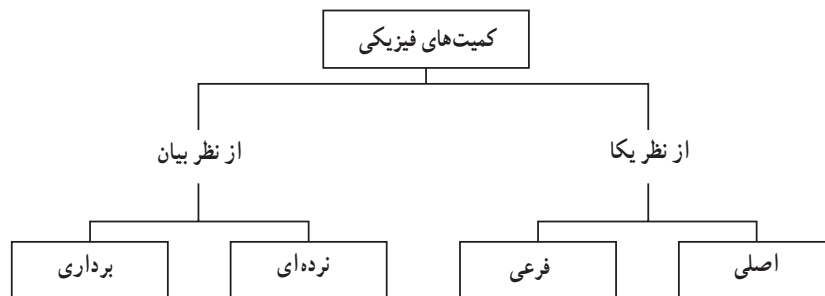 کمیت‌های فیزیکی
از نظر یکا
از نظر بیان
اصلی
فرعی
نرده‌ای
برداری